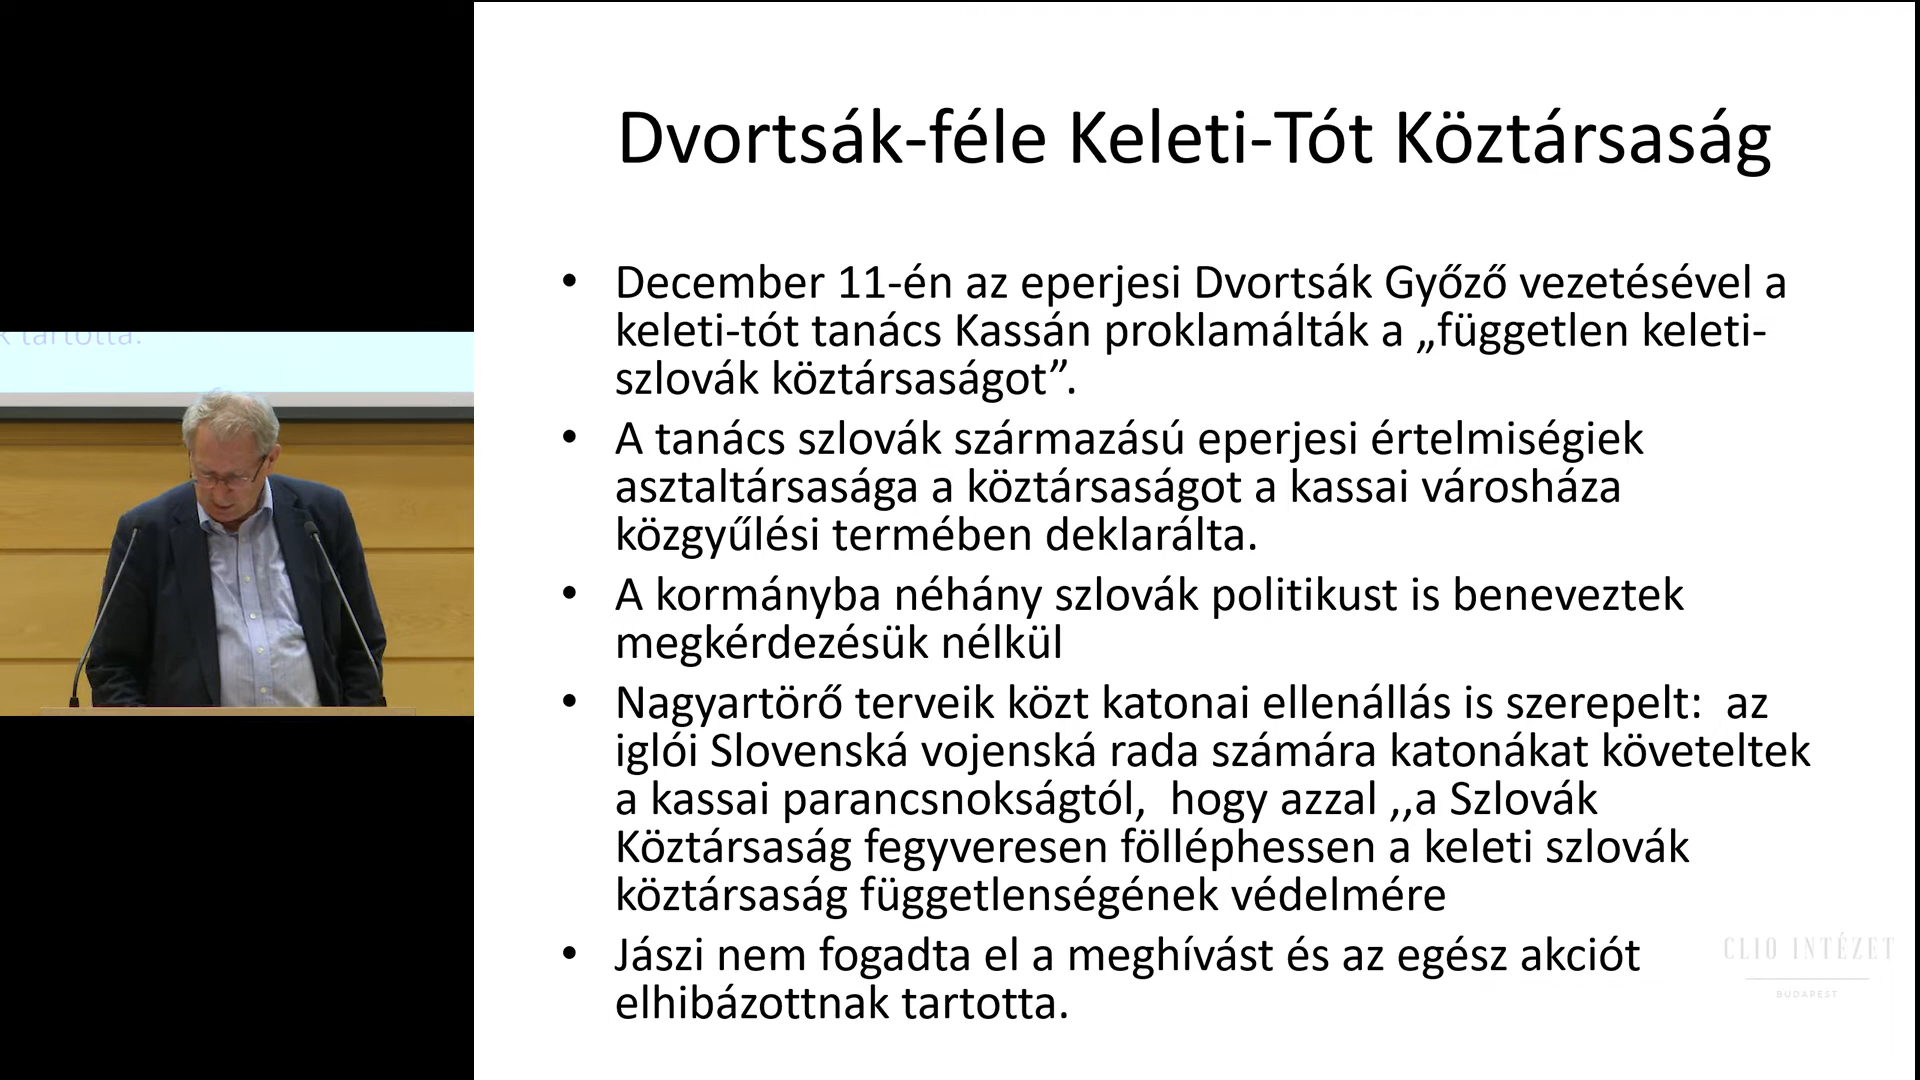 Dvortsák-féle Keleti-Tót Köztársaság
• December 11-én az eperjesi Dvortsák Győző vezetésével a
keleti-tót tanács Kassán proklamálták a „független keleti-
szlovák köztársaságot”.
• A tanács szlovák származású eperjesi értelmiségiek
asztaltársasága a köztársaságot a kassai városháza
közgyűlési termében deklarálta.
• A kormányba néhány szlovák politikust is beneveztek
megkérdezésük nélkül
• Nagyartörő terveik közt katonai ellenállás is szerepelt:  az
iglói Slovenská vojenská rada számára katonákat követeltek
a kassai parancsnokságtól,  hogy azzal ,,a Szlovák
Köztársaság fegyveresen fölléphessen a keleti szlovák
köztársaság függetlenségének védelmére
• Jászi nem fogadta el a meghívást és az egész akciót
elhibázottnak tartotta.
k tartotta.
CLIO INTÉZET
BUDAPEST